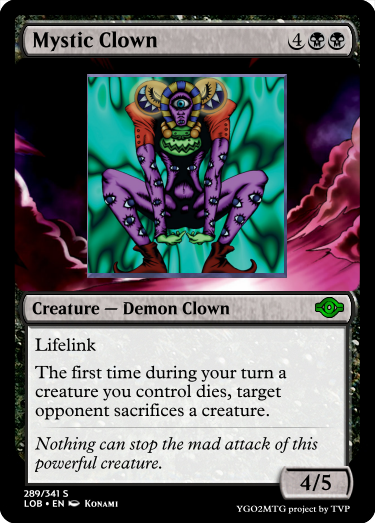 Mystic Clown 4
Creature — Demon Clown
Lifelink
The first time during your turn a
creature you control dies, target
opponent sacrifices a creature.
Nothing can stop the mad attack of this
powerful creature.
4/5
289/341 S
LOB • EN Konami
YGO2MTG project by TVP